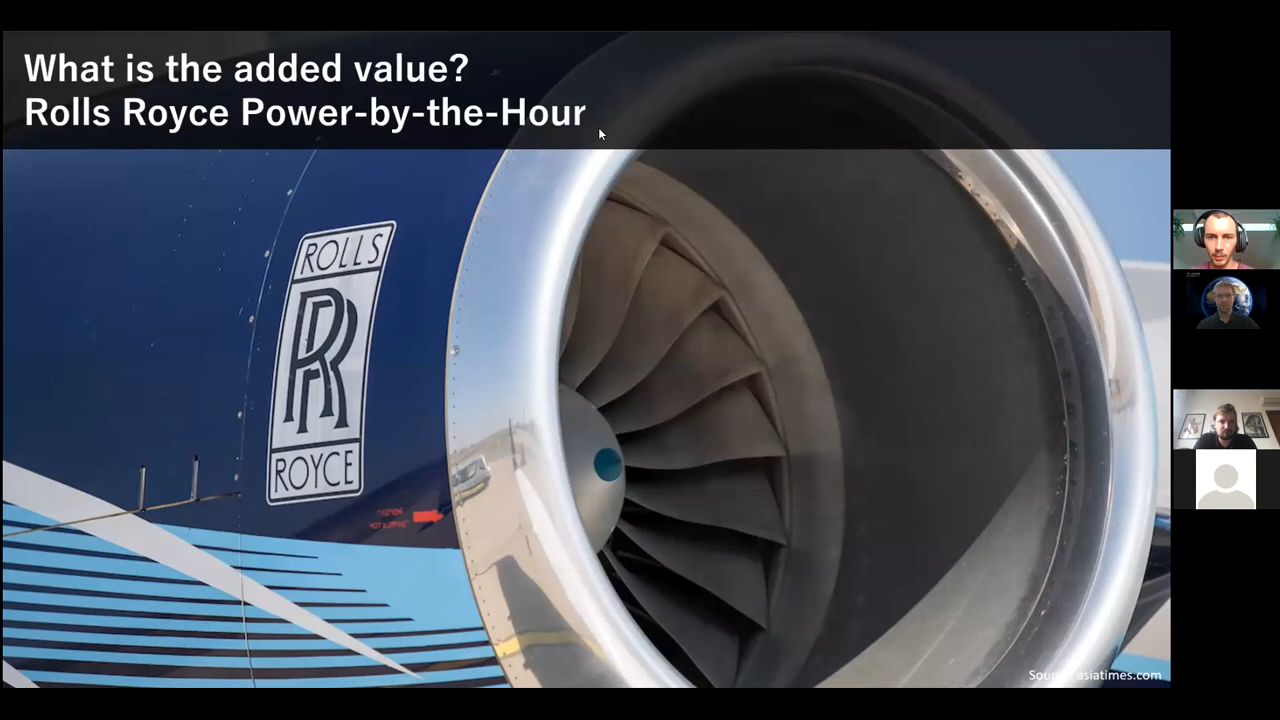 What is the added value?
Rolls Royce Power-by-the-Hour
ROLLS
RR
ROYCE
asiatimes.com